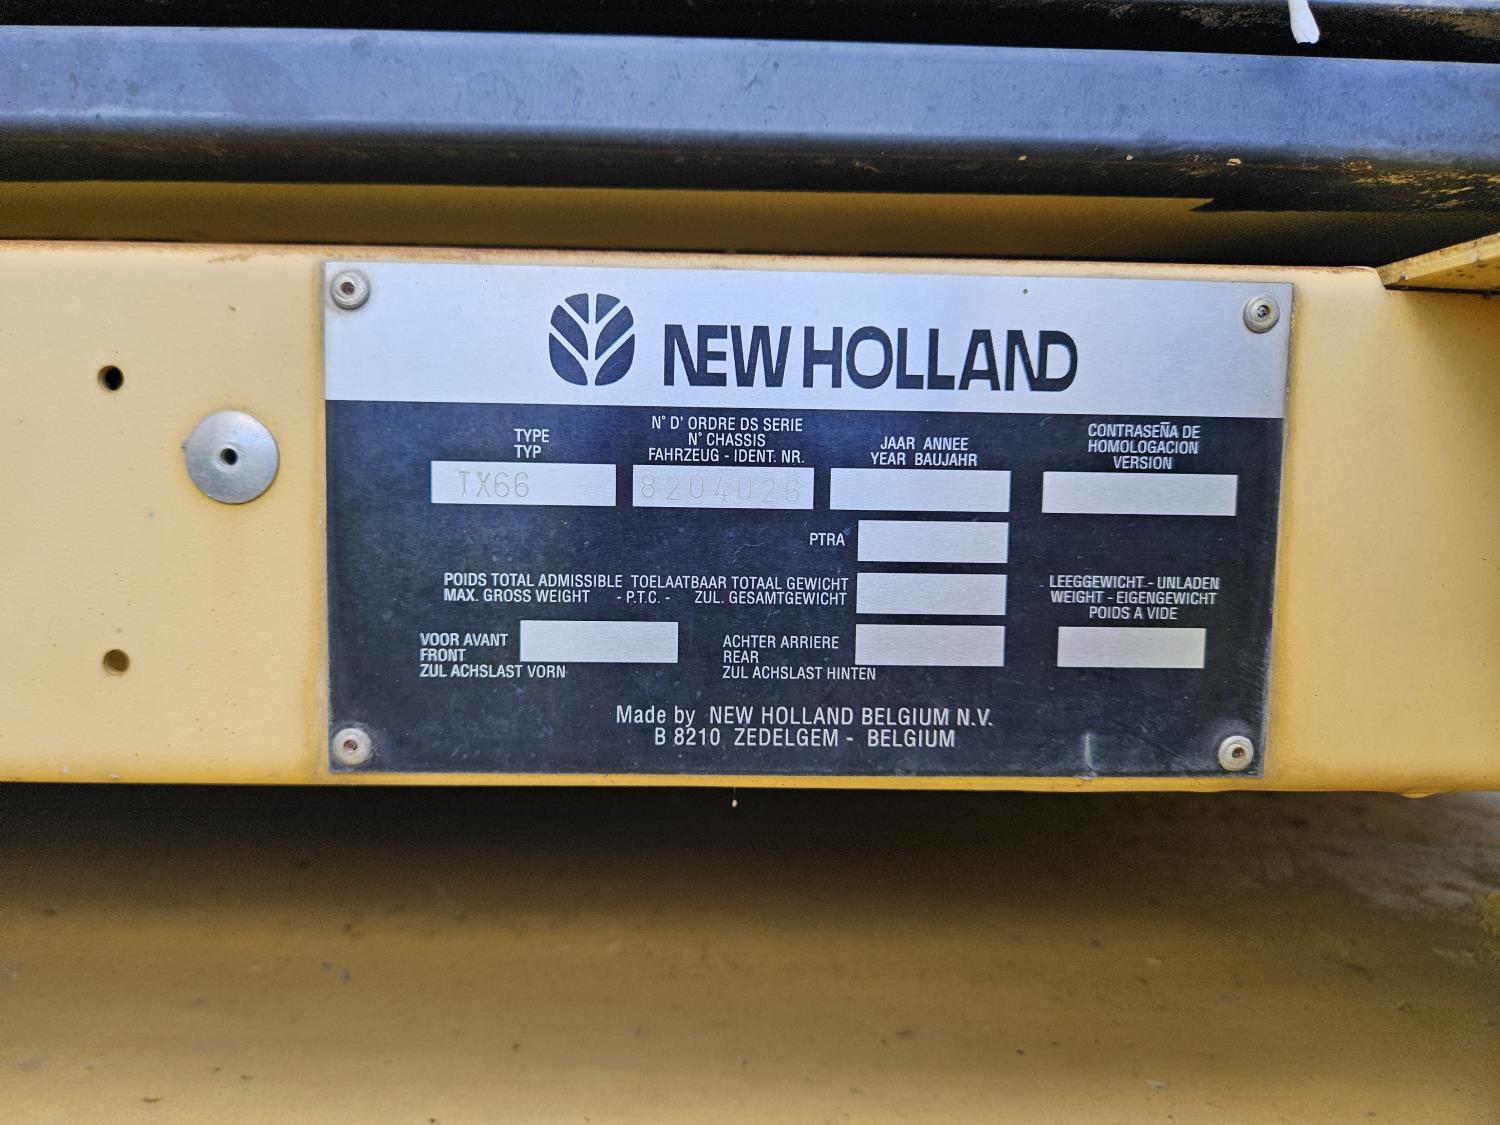 NEW HOLLAND
TYPE
TYP
TX66
N° D' ORDRE DS SERIE
N° CHASSIS
FAHRZEUG - IDENT. NR.
8204026
JAAR ANNEE
YEAR BAUJAHR
CONTRASEÑA DE
HOMOLOGACION
VERSION
PTRA
POIDS TOTAL ADMISSIBLE TOELAATBAAR TOTAAL GEWICHT
MAX. GROSS WEIGHT - P.T.C. - ZUL. GESAMTGEWICHT
LEEGGEWICHT - UNLADEN
WEIGHT - EIGENGEWICHT
POIDS A VIDE
VOOR AVANT
FRONT
ZUL ACHSLAST VORN
ACHTER ARRIERE
REAR
ZUL ACHSLAST HINTEN
Made by NEW HOLLAND BELGIUM N.V.
B 8210 ZEDELGEM - BELGIUM